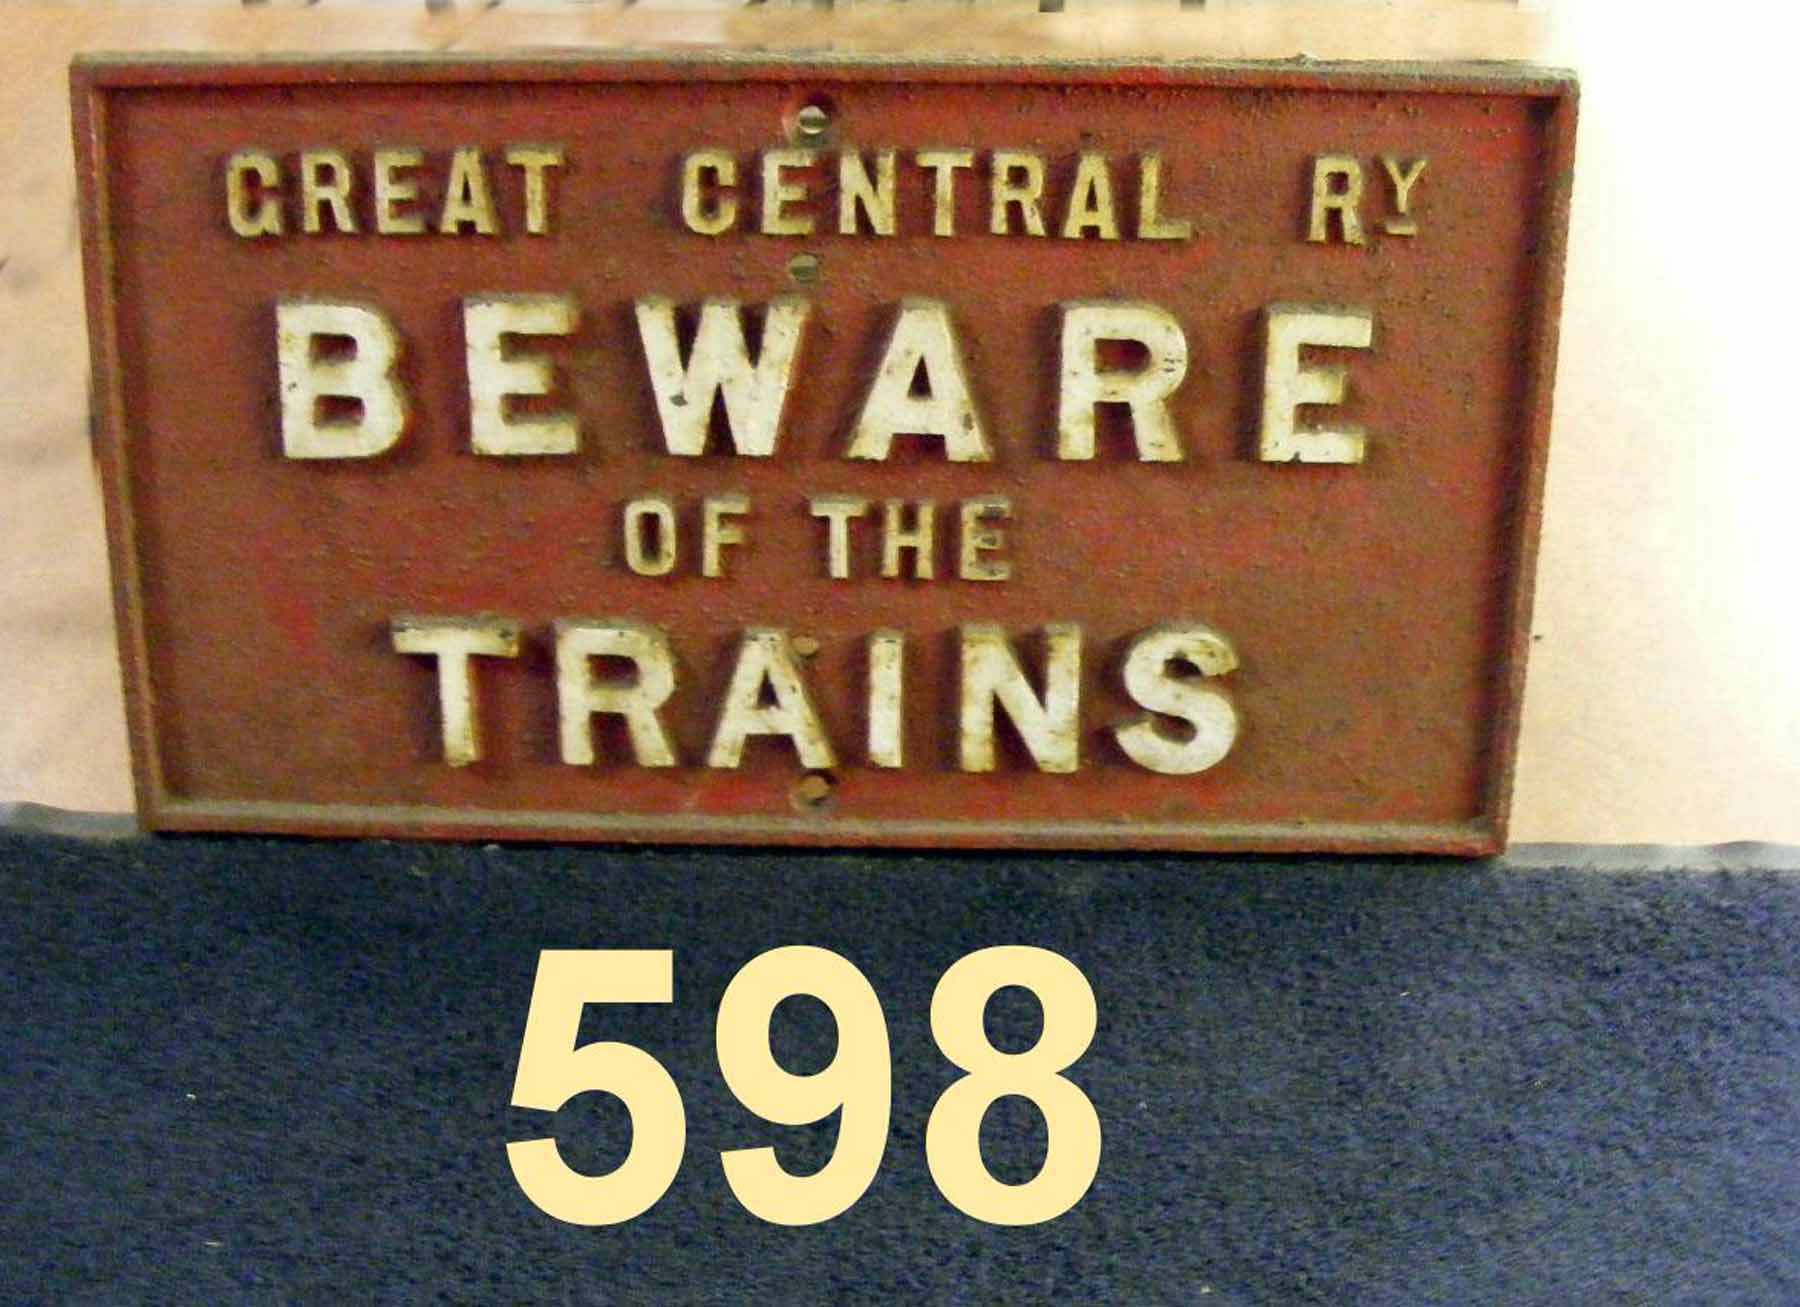 GREAT CENTRAL RY
BEWARE
OF THE
TRAINS
598